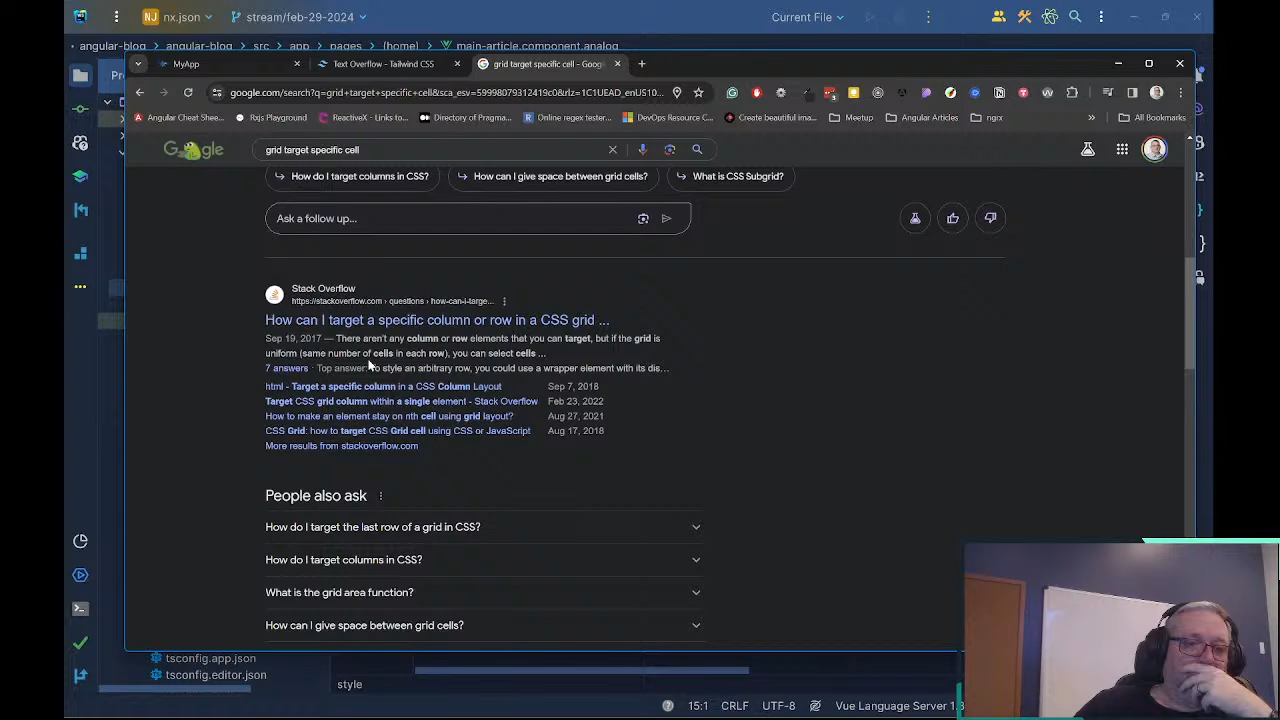 nx.json
stream/feb-29-2024
Current File
angular-blog
angular-blog
src
app
pages
(home)
main-article.component.analog
Pr
MyApp
Text Overflow - Tailwind CSS
grid target specific cell - Goog
google.com/search?q=grid+target+specific+cell&sca_esv=59980793124190c8&rlz=1C1UEAD_enUS10...
Angular Cheat Shee...
Rxjs Playground
ReactiveX - Links to...
Directory of Pragma...
Online regex tester...
DevOps Resource C...
Create beautiful ima...
Meetup
Angular Articles
ngrx
»
All Bookmarks
Google
grid target specific cell
How do I target columns in CSS?
How can I give space between grid cells?
What is CSS Subgrid?
Ask a follow up...
Stack Overflow
https://stackoverflow.com › questions › how-can-i-targe...
How can I target a specific column or row in a CSS grid ...
Sep 19, 2017 — There aren't any column or row elements that you can target, but if the grid is
uniform (same number of cells in each row), you can select cells ...
7 answers · Top answer: To style an arbitrary row, you could use a wrapper element with its dis…
html - Target a specific column in a CSS Column Layout Sep 7, 2018
Target CSS grid column within a single element - Stack Overflow Feb 23, 2022
How to make an element stay on nth cell using grid layout? Aug 27, 2021
CSS Grid: how to target CSS Grid cell using CSS or JavaScript Aug 17, 2018
More results from stackoverflow.com
People also ask
How do I target the last row of a grid in CSS?
How do I target columns in CSS?
What is the grid area function?
How can I give space between grid cells?
tsconfig.app.json
tsconfig.editor.json
style
15:1 CRLF UTF-8 Vue Language Server 1.8